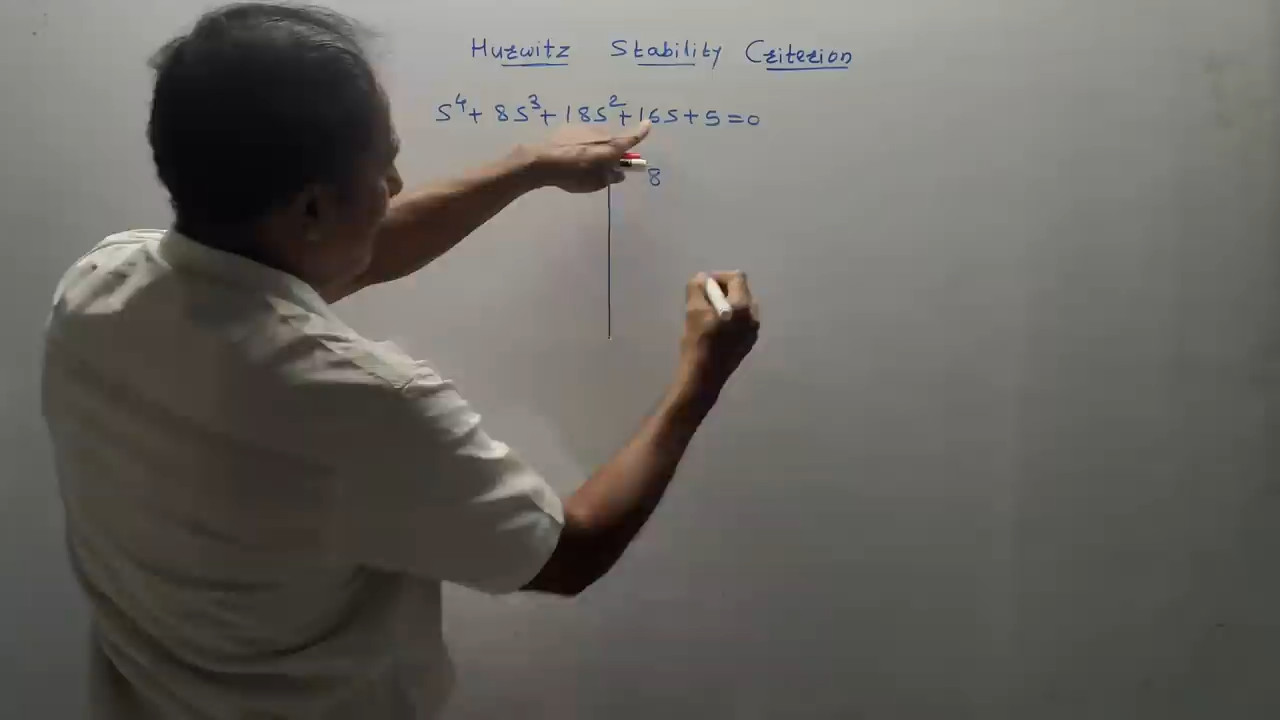 Hurwitz Stability Criterion
S⁴ + 8S³ + 18S² + 16S + 5 = 0
8